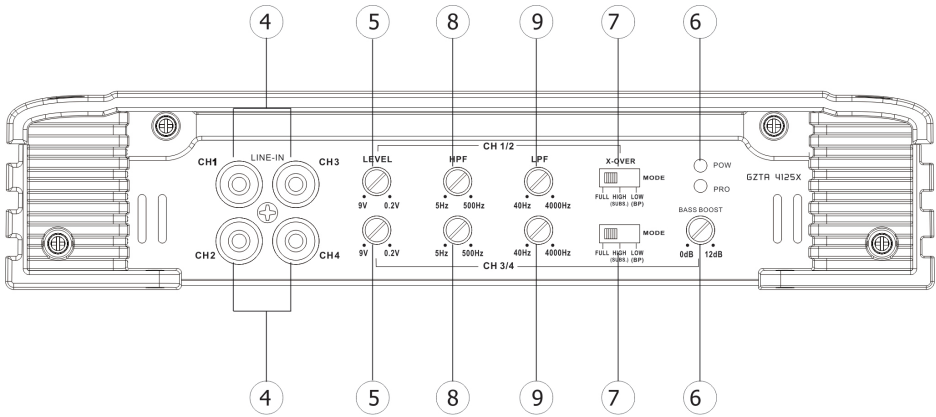 4 5 8 9 7 6
CH 1/2
CH1 LINE-IN CH3 LEVEL HPF LPF X-OVER
POW
MODE
GZTA 4125X
PRO
9V 0.2V 5Hz 500Hz 40Hz 4000Hz FULL HIGH LOW
(SUBS.) (BP)
BASS BOOST
MODE
CH2 CH4 9V 0.2V 5Hz 500Hz 40Hz 4000Hz FULL HIGH LOW 0dB 12dB
(SUBS.) (BP)
CH 3/4
4 5 8 9 7 6